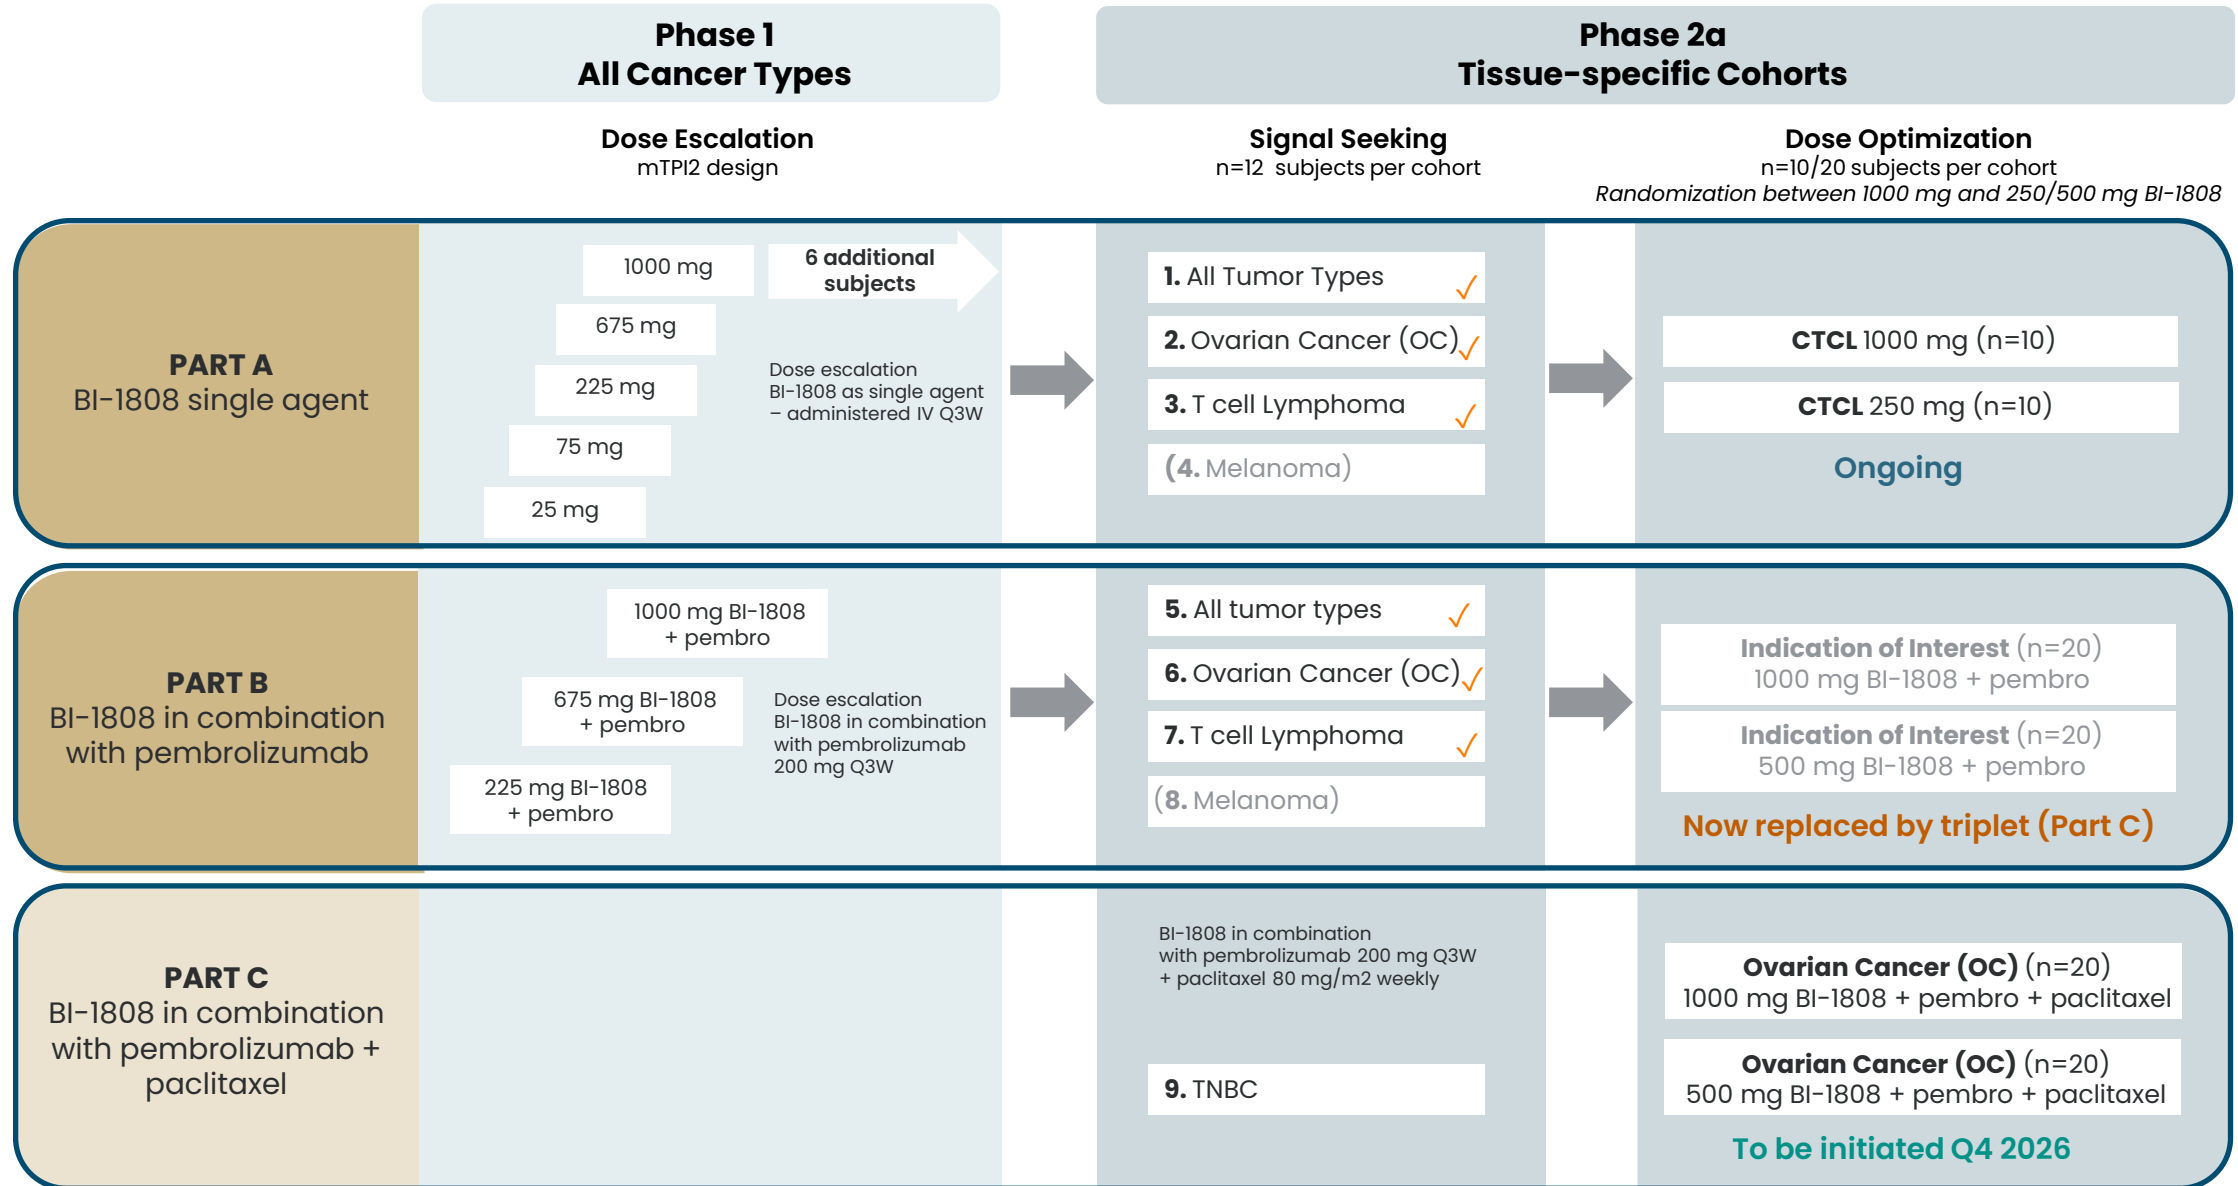 Phase 1
All Cancer Types
Phase 2a
Tissue-specific Cohorts
Dose Escalation
mTPI2 design
Signal Seeking
n=12 subjects per cohort
Dose Optimization
n=10/20 subjects per cohort
Randomization between 1000 mg and 250/500 mg BI-1808
PART A
BI-1808 single agent
1000 mg
675 mg
225 mg
75 mg
25 mg
6 additional
subjects
Dose escalation
BI-1808 as single agent
– administered IV Q3W
1. All Tumor Types ✓
2. Ovarian Cancer (OC) ✓
3. T cell Lymphoma ✓
(4. Melanoma)
CTCL 1000 mg (n=10)
CTCL 250 mg (n=10)
Ongoing
PART B
BI-1808 in combination
with pembrolizumab
1000 mg BI-1808
+ pembro
675 mg BI-1808
+ pembro
225 mg BI-1808
+ pembro
Dose escalation
BI-1808 in combination
with pembrolizumab
200 mg Q3W
5. All tumor types ✓
6. Ovarian Cancer (OC) ✓
7. T cell Lymphoma ✓
(8. Melanoma)
Indication of Interest (n=20)
1000 mg BI-1808 + pembro
Indication of Interest (n=20)
500 mg BI-1808 + pembro
Now replaced by triplet (Part C)
PART C
BI-1808 in combination
with pembrolizumab +
paclitaxel
BI-1808 in combination
with pembrolizumab 200 mg Q3W
+ paclitaxel 80 mg/m2 weekly
9. TNBC
Ovarian Cancer (OC) (n=20)
1000 mg BI-1808 + pembro + paclitaxel
Ovarian Cancer (OC) (n=20)
500 mg BI-1808 + pembro + paclitaxel
To be initiated Q4 2026